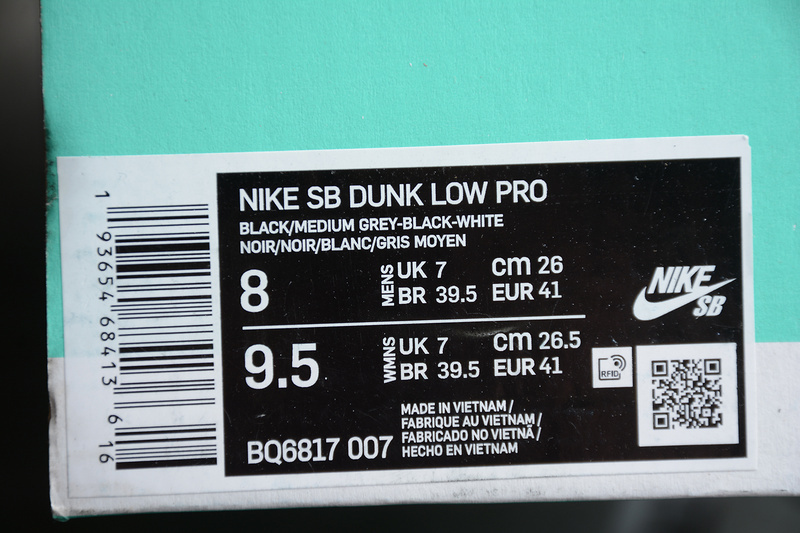 NIKE SB DUNK LOW PRO
BLACK/MEDIUM GREY-BLACK-WHITE
NOIR/NOIR/BLANC/GRIS MOYEN
8
MENS
UK 7
cm 26
BR 39.5
EUR 41
9.5
WMNS
UK 7
cm 26.5
BR 39.5
EUR 41
NIKE
SB
RFID
BQ6817 007
MADE IN VIETNAM /
FABRIQUE AU VIETNAM /
FABRICADO NO VIETNÃ /
HECHO EN VIETNAM
1 93654 68413 6 16